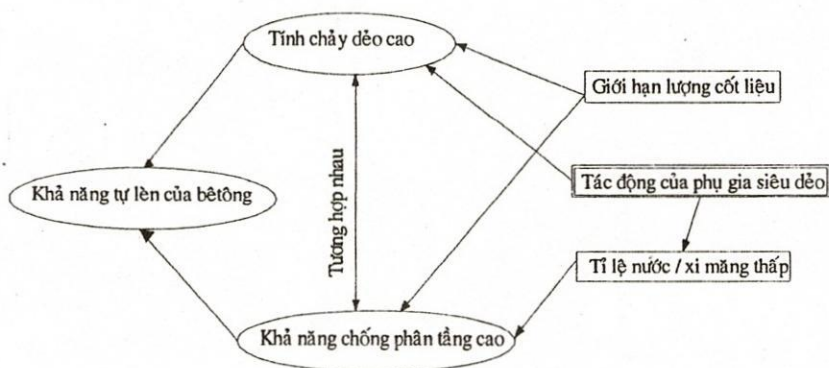 Tính chảy dẻo cao
Giới hạn lượng cốt liệu
Khả năng tự lèn của bêtông
Tương hợp nhau
Tác động của phụ gia siêu dẻo
Tỉ lệ nước / xi măng thấp
Khả năng chống phân tầng cao